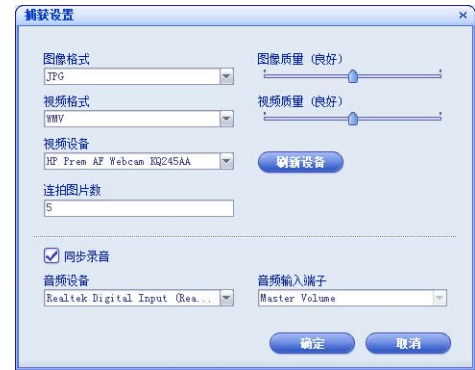 捕获设置
图像格式
图像质量 (良好)
JPG
视频格式
视频质量 (良好)
WMV
视频设备
HP Prem AF Webcam KQ245AA
刷新设备
连拍图片数
5
同步录音
音频设备
音频输入端子
Realtek Digital Input (Rea...
Master Volume
确定
取消